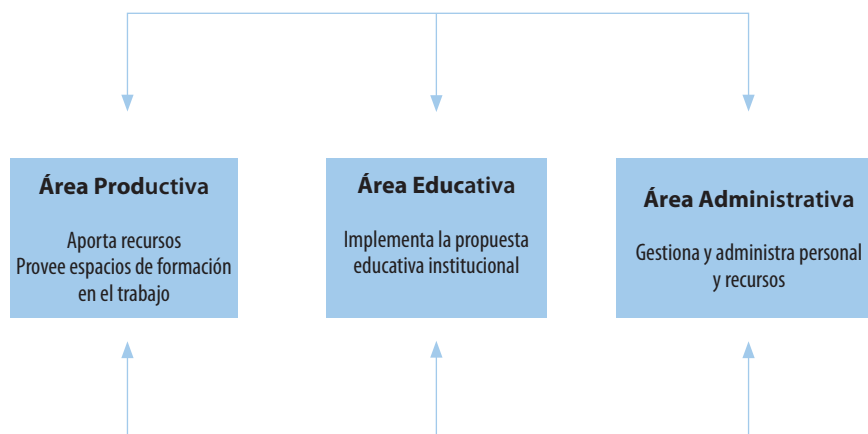 Área Productiva
Aporta recursos
Provee espacios de formación
en el trabajo
Área Educativa
Implementa la propuesta
educativa institucional
Área Administrativa
Gestiona y administra personal
y recursos